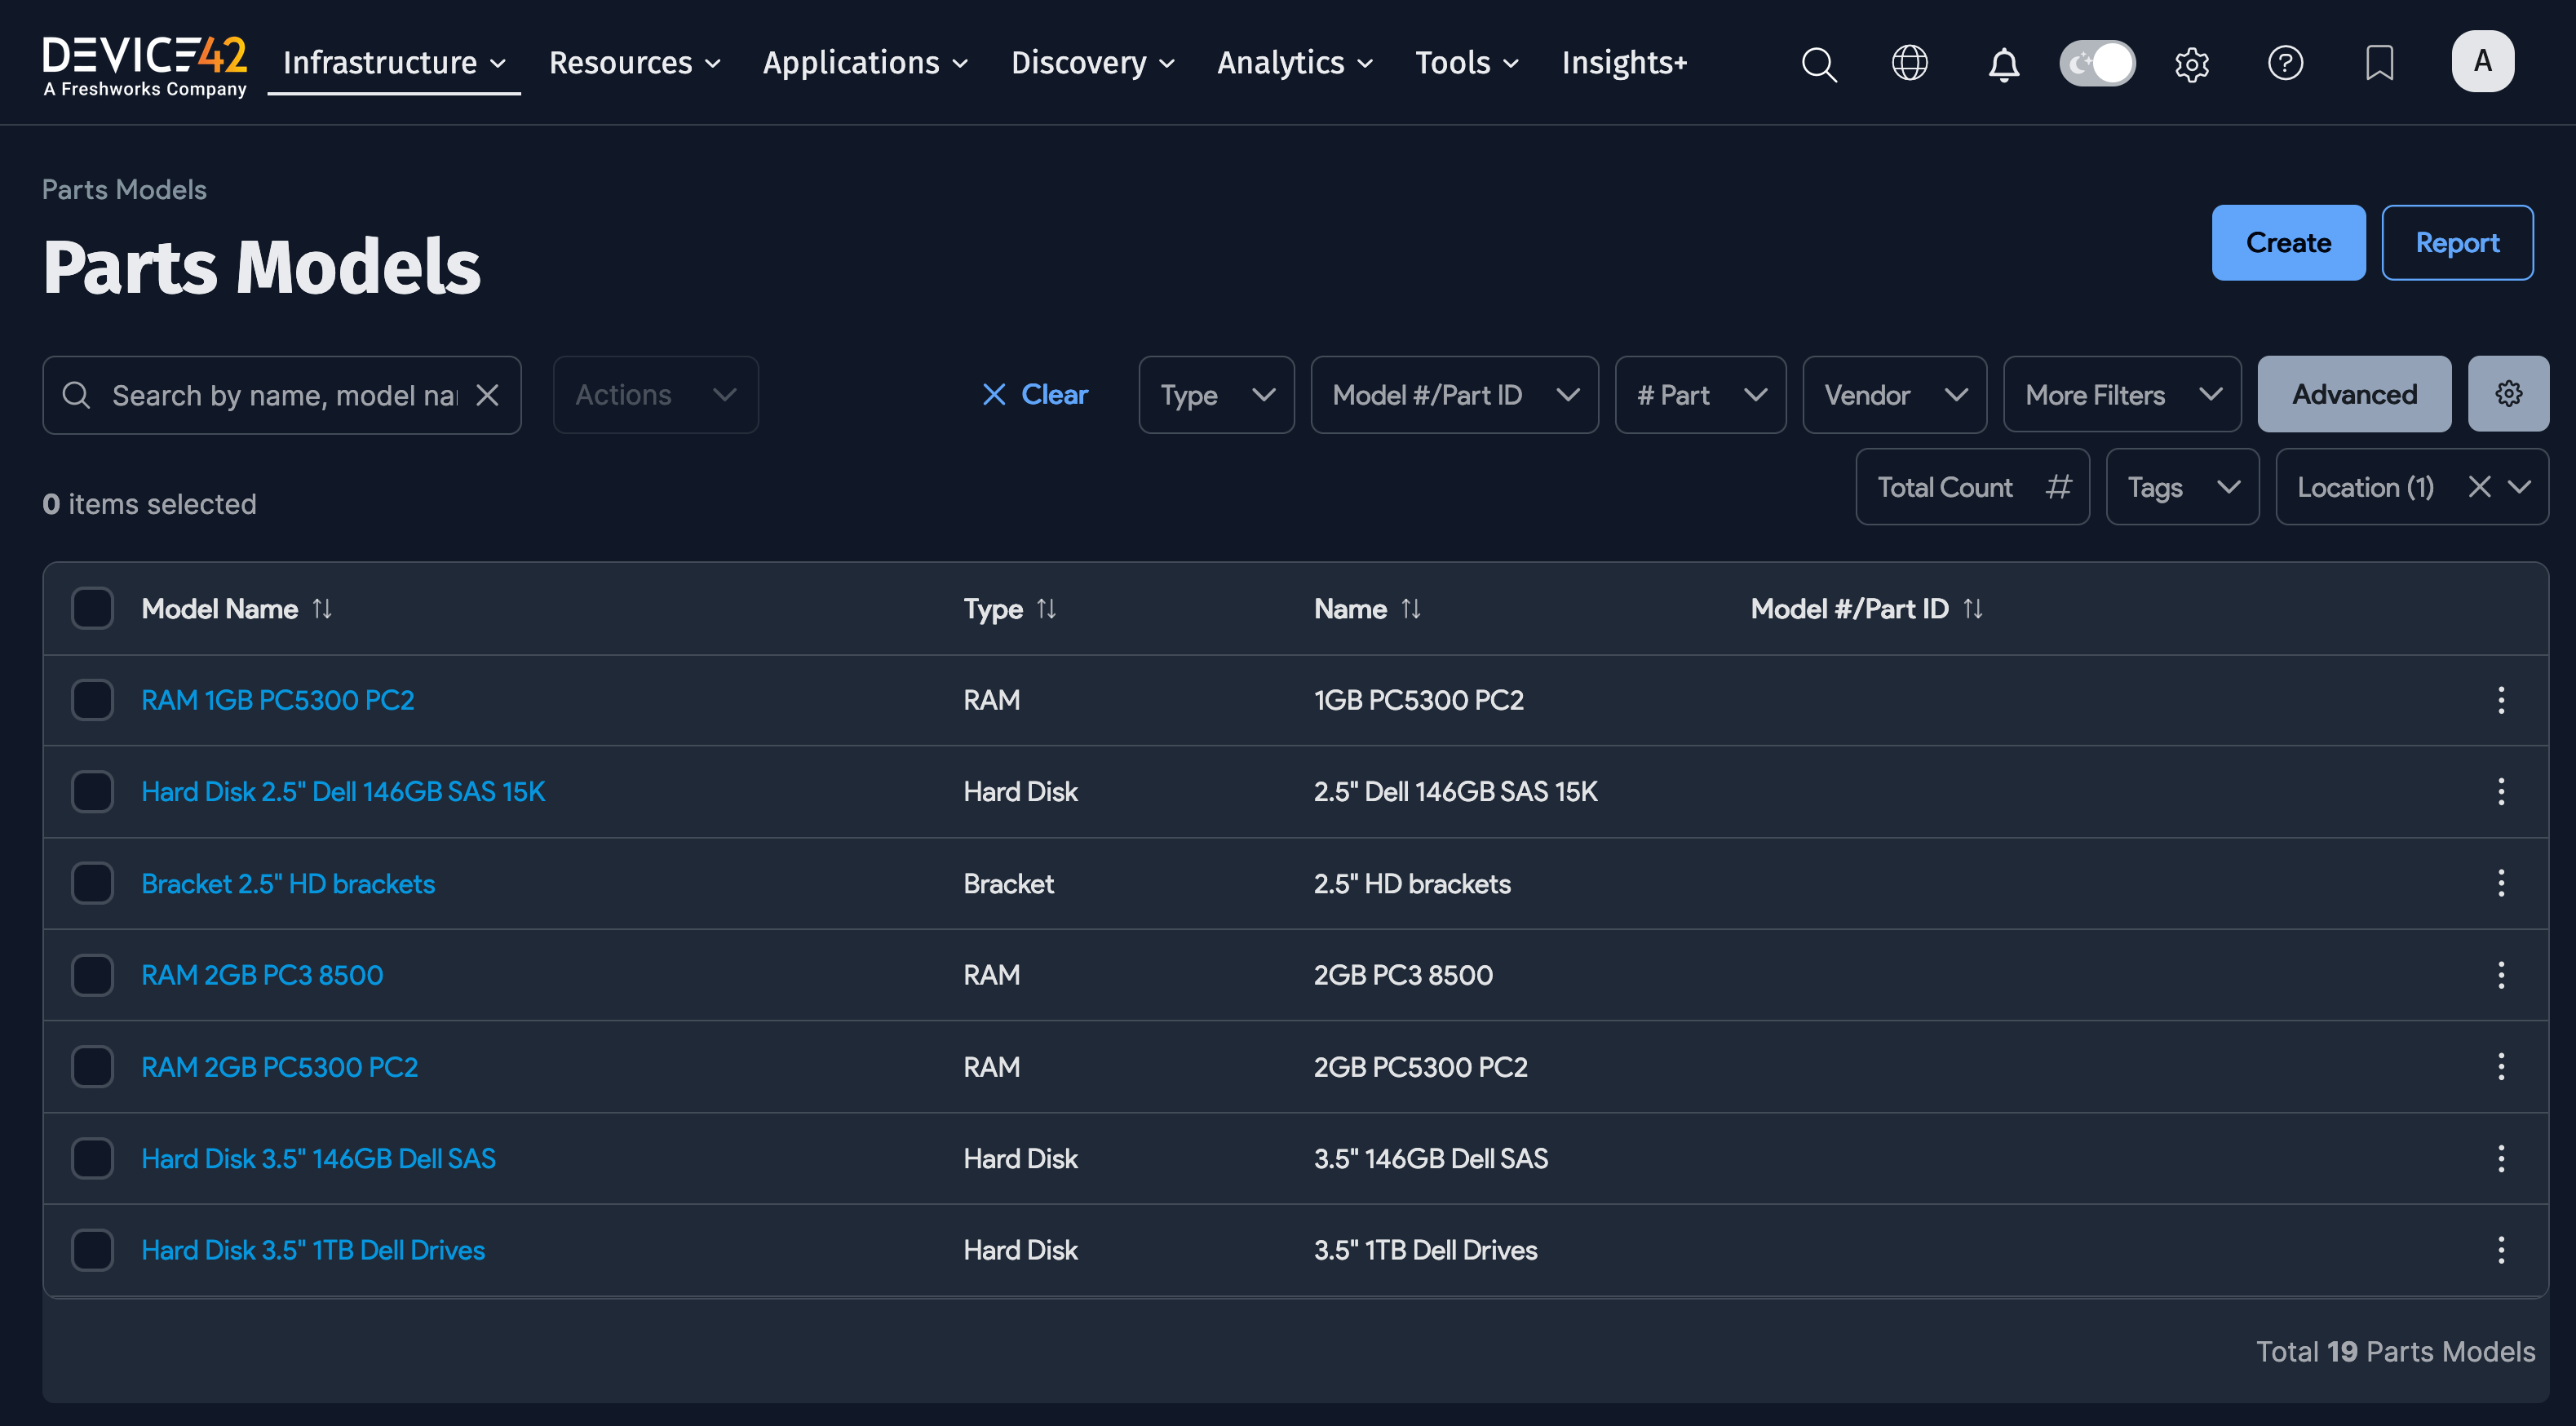 DEVICE42
A Freshworks Company
Infrastructure
Resources
Applications
Discovery
Analytics
Tools
Insights+
A
Parts Models
Parts Models
Create
Report
Search by name, model na
Actions
Clear
Type
Model #/Part ID
# Part
Vendor
More Filters
Advanced
Total Count #
Tags
Location (1)
0 items selected
Model Name Type Name Model #/Part ID
RAM 1GB PC5300 PC2 RAM 1GB PC5300 PC2
Hard Disk 2.5" Dell 146GB SAS 15K Hard Disk 2.5" Dell 146GB SAS 15K
Bracket 2.5" HD brackets Bracket 2.5" HD brackets
RAM 2GB PC3 8500 RAM 2GB PC3 8500
RAM 2GB PC5300 PC2 RAM 2GB PC5300 PC2
Hard Disk 3.5" 146GB Dell SAS Hard Disk 3.5" 146GB Dell SAS
Hard Disk 3.5" 1TB Dell Drives Hard Disk 3.5" 1TB Dell Drives
Total 19 Parts Models